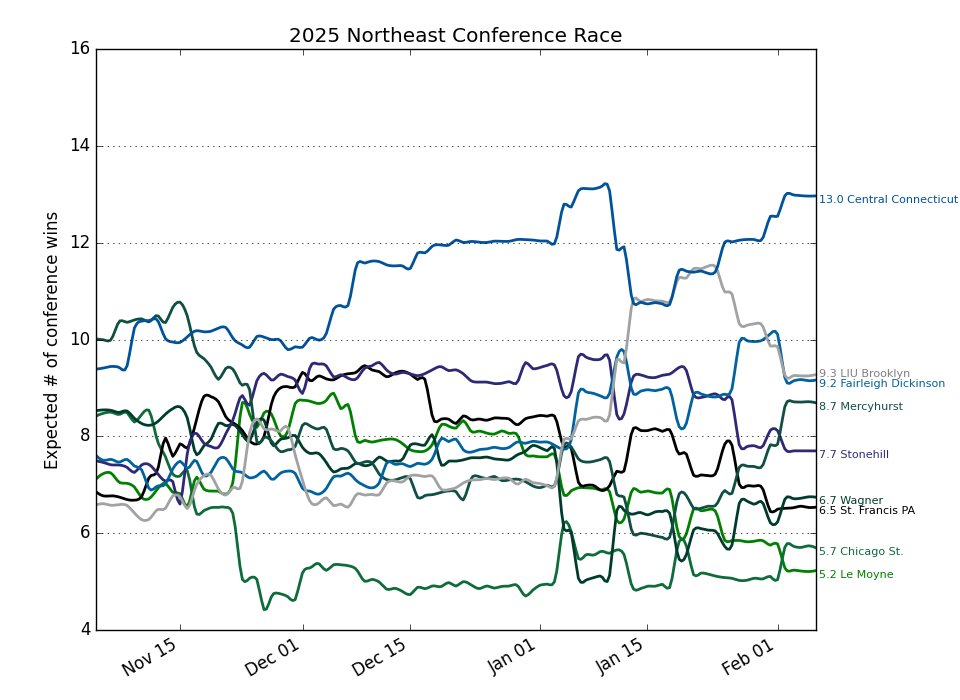 2025 Northeast Conference Race
Expected # of conference wins
16
14
12
10
8
6
4
Nov 15
Dec 01
Dec 15
Jan 01
Jan 15
Feb 01
13.0 Central Connecticut
9.3 LIU Brooklyn
9.2 Fairleigh Dickinson
8.7 Mercyhurst
7.7 Stonehill
6.7 Wagner
6.5 St. Francis PA
5.7 Chicago St.
5.2 Le Moyne